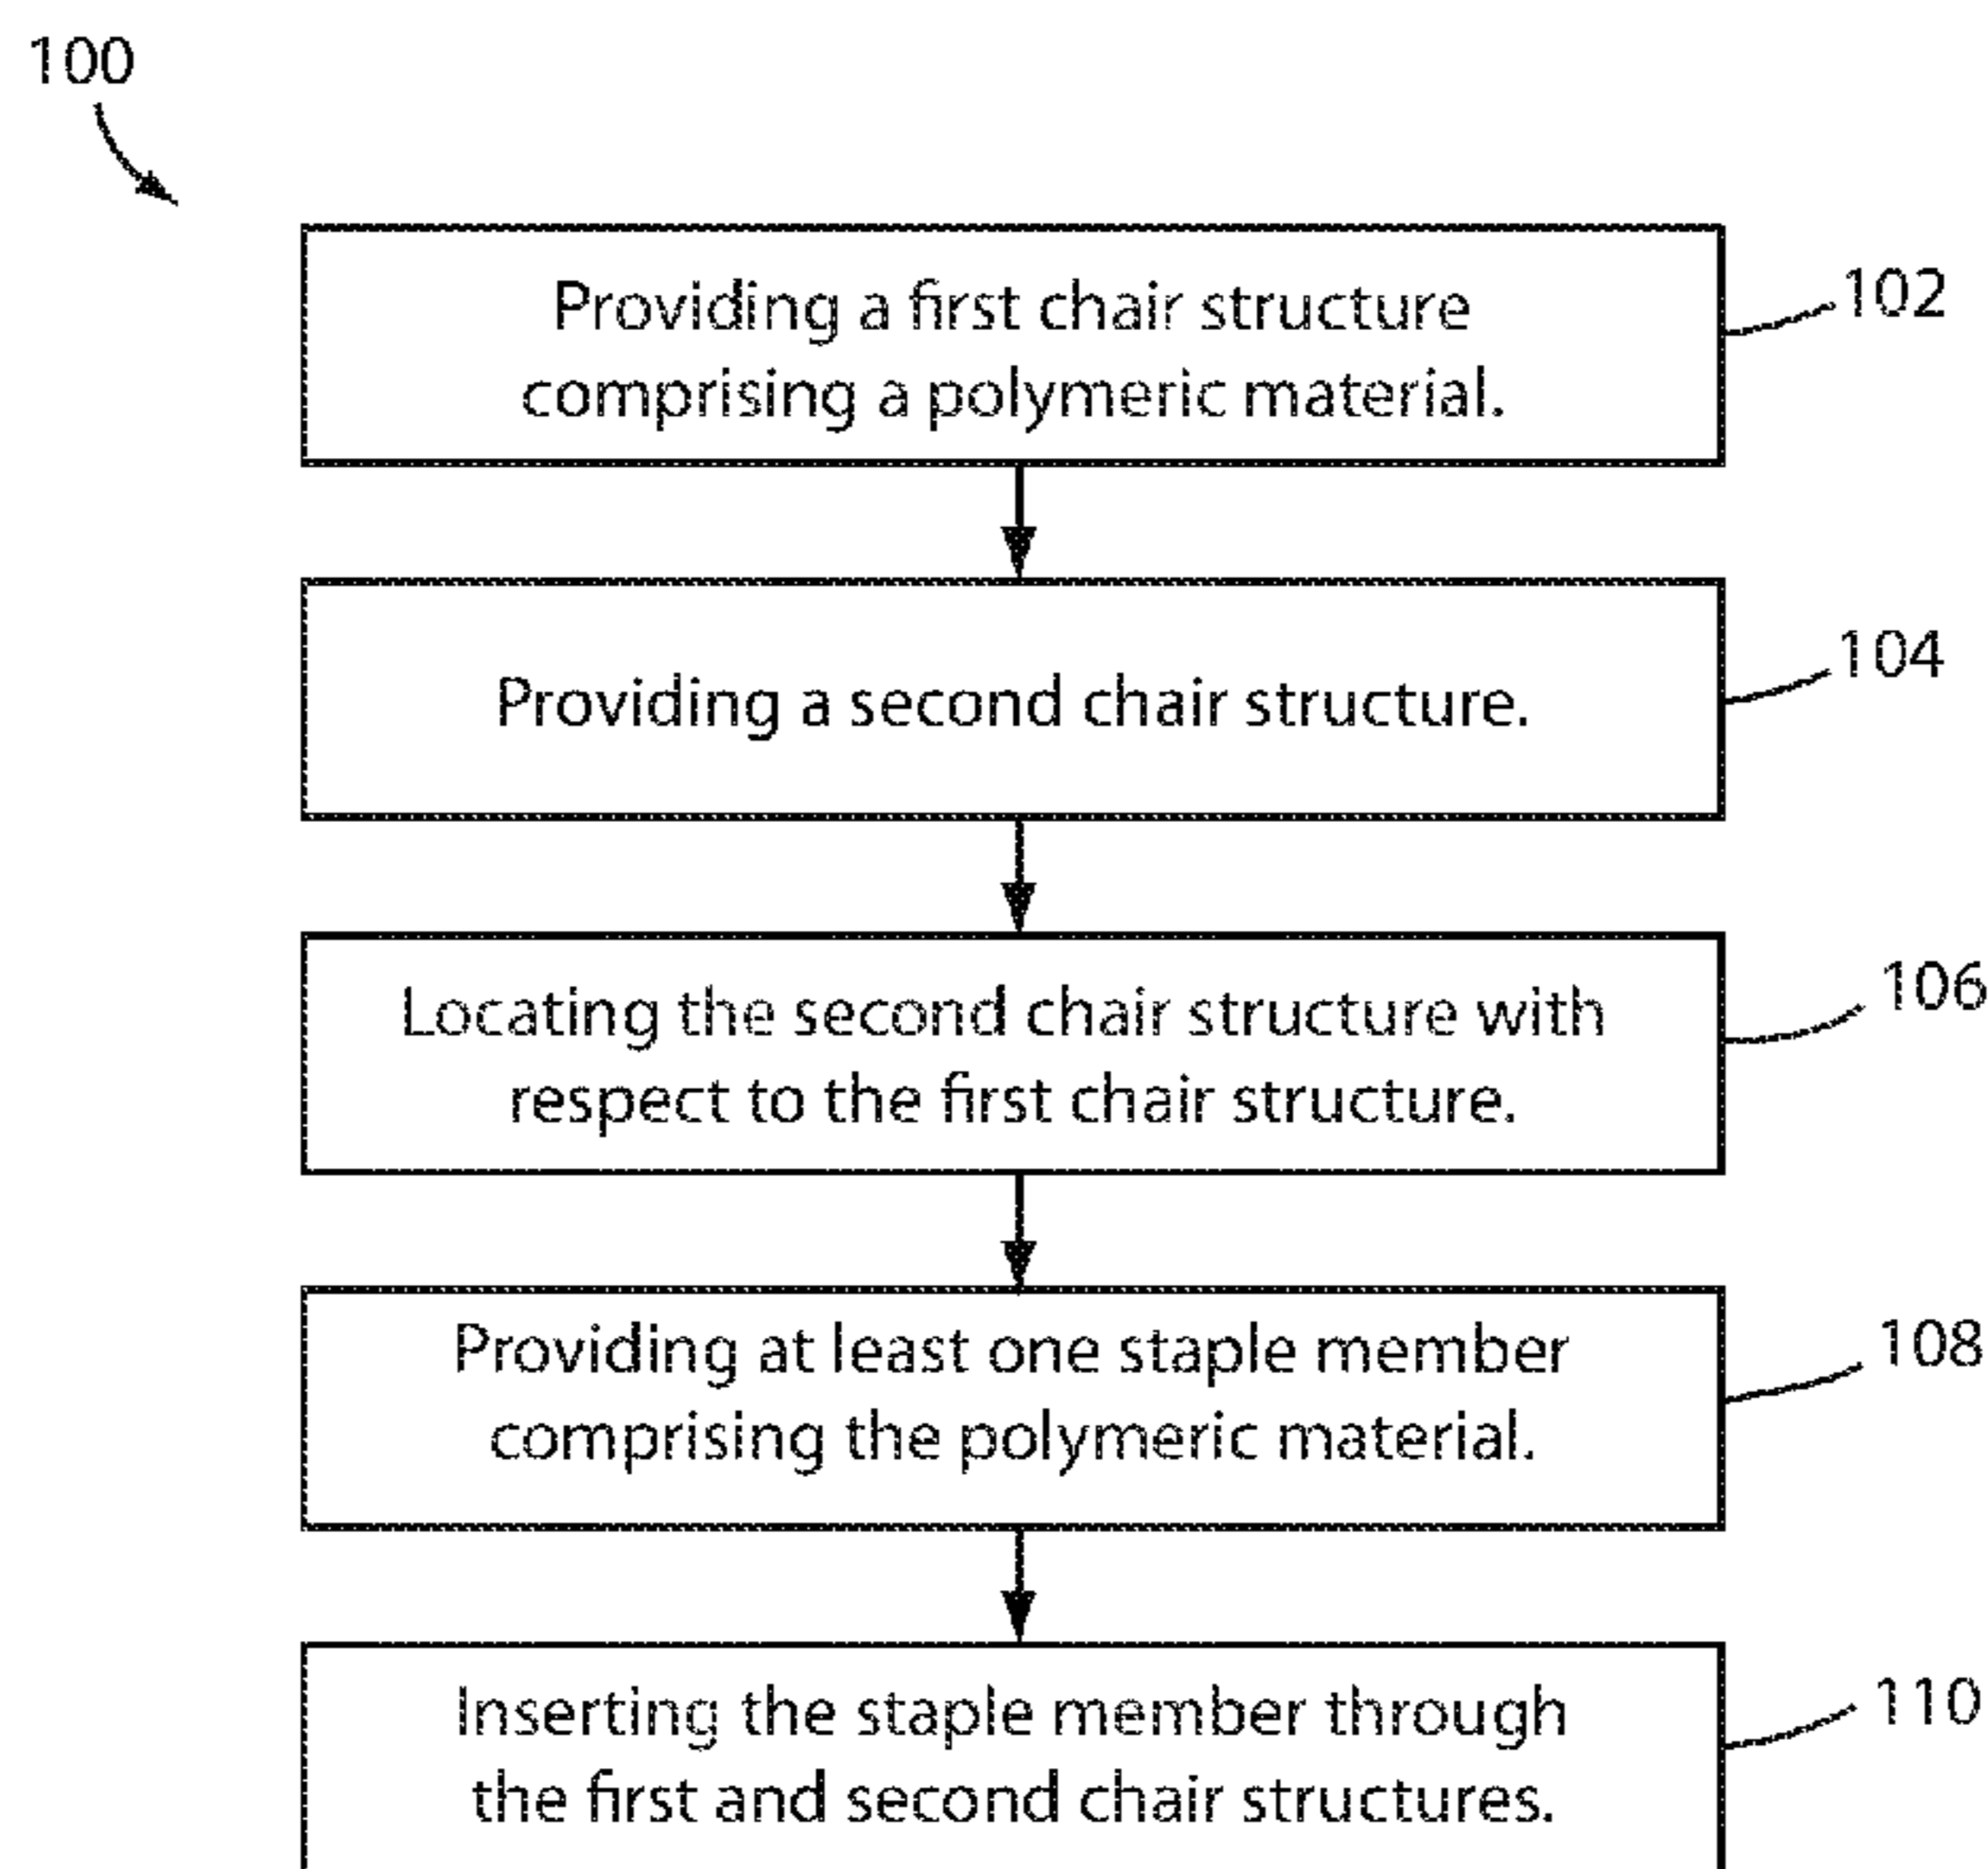 100
Providing a first chair structure
comprising a polymeric material.
102
Providing a second chair structure.
104
Locating the second chair structure with
respect to the first chair structure.
106
Providing at least one staple member
comprising the polymeric material.
108
Inserting the staple member through
the first and second chair structures.
110